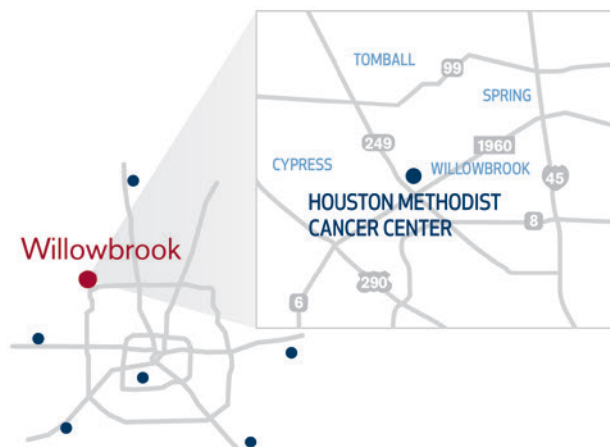 TOMBALL
99
SPRING
249
1960
CYPRESS
WILLOWBROOK
45
HOUSTON METHODIST
CANCER CENTER
8
Willowbrook
290
6